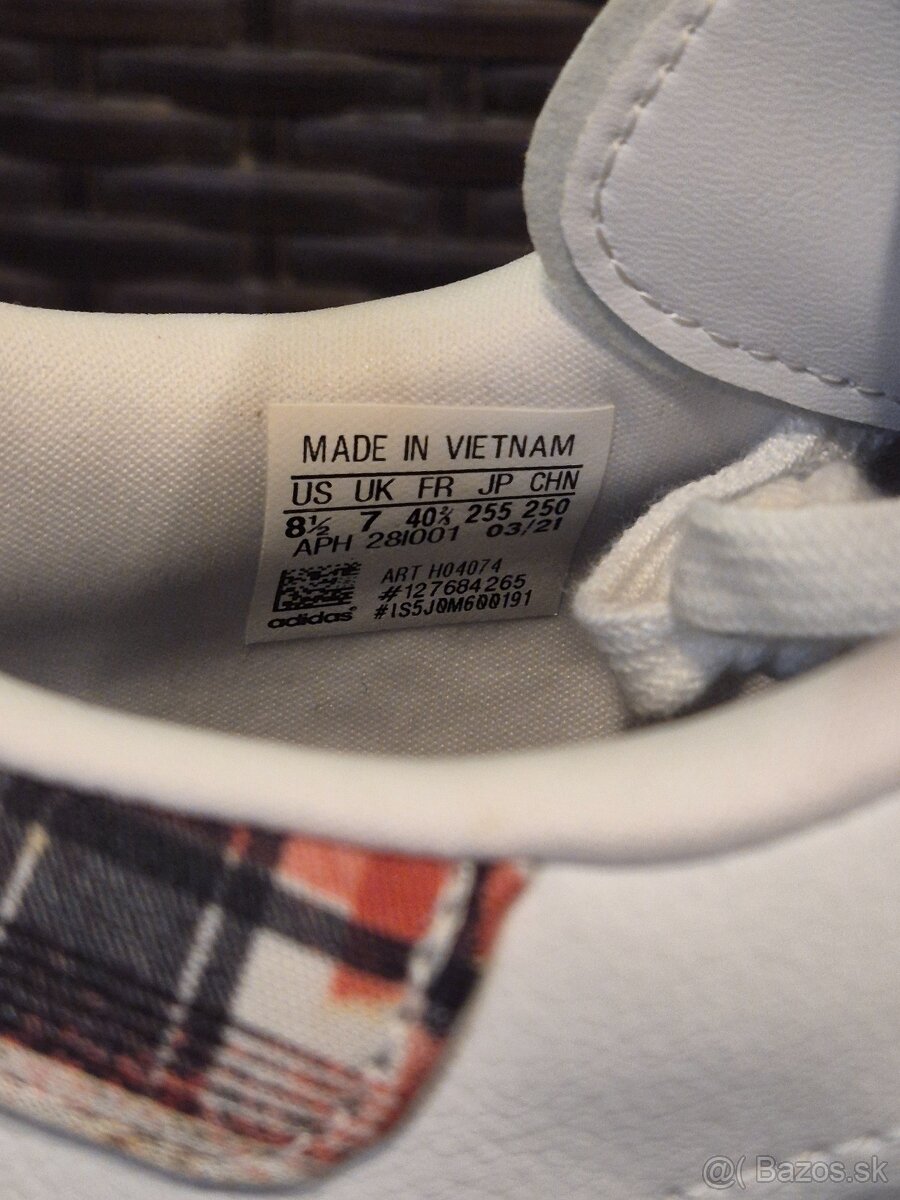 MADE IN VIETNAM
US UK FR JP CHN
8½ 7 40⅔ 255 250
APH 281001 03/21
ART H04074
#127684265
#IS5J0M600191
adidas
@( Bazos.sk